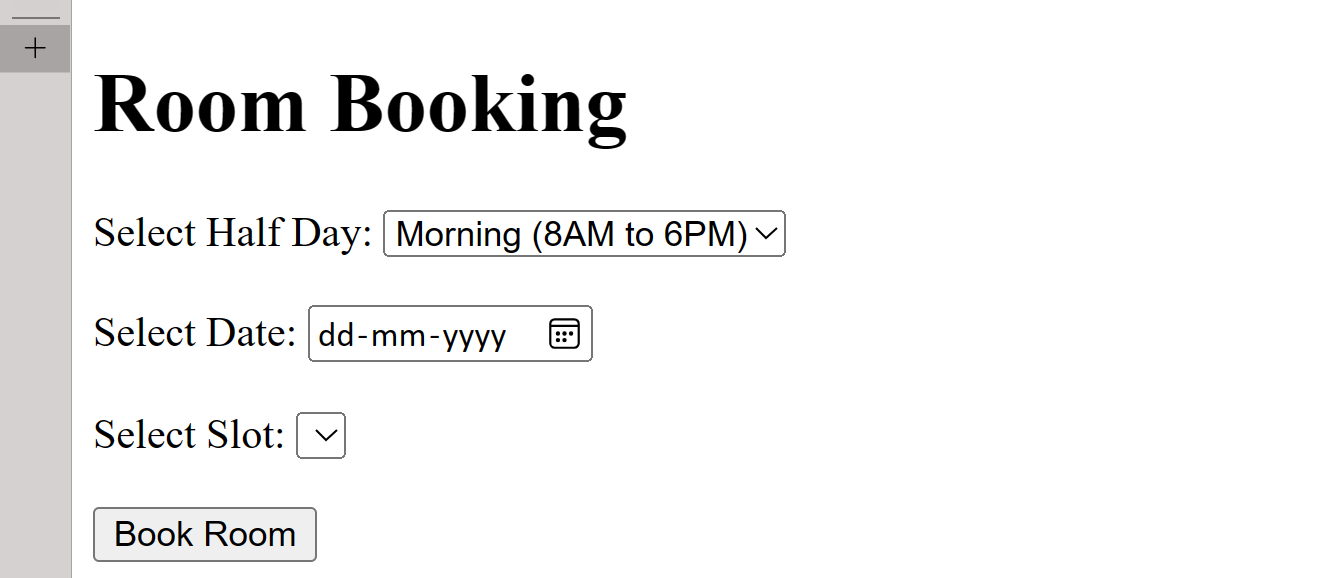 Room Booking
Select Half Day: Morning (8AM to 6PM)
Select Date: dd-mm-yyyy
Select Slot:
Book Room